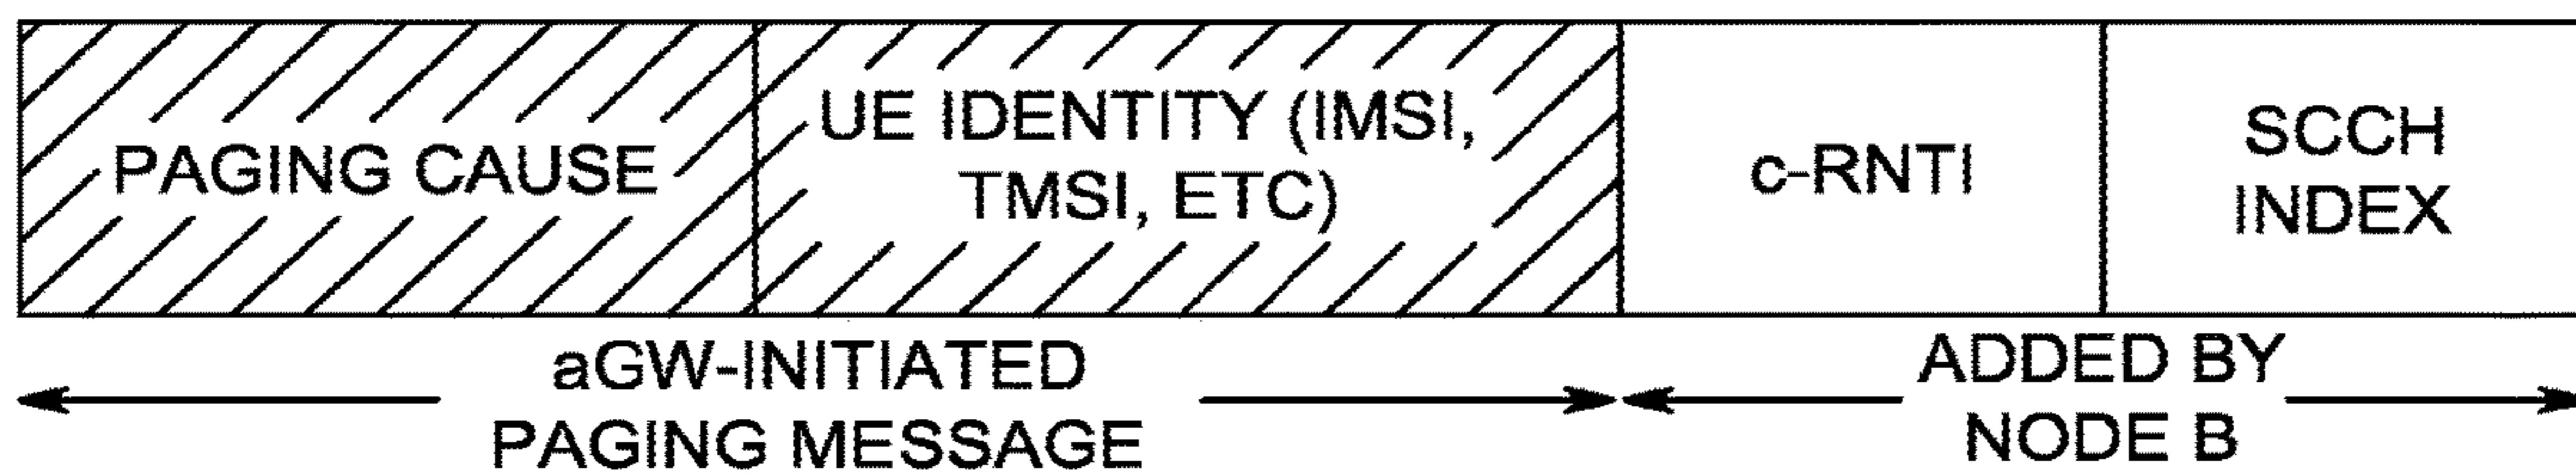 PAGING CAUSE
UE IDENTITY (IMSI,
TMSI, ETC)
c-RNTI
SCCH
INDEX
aGW-INITIATED
PAGING MESSAGE
ADDED BY
NODE B